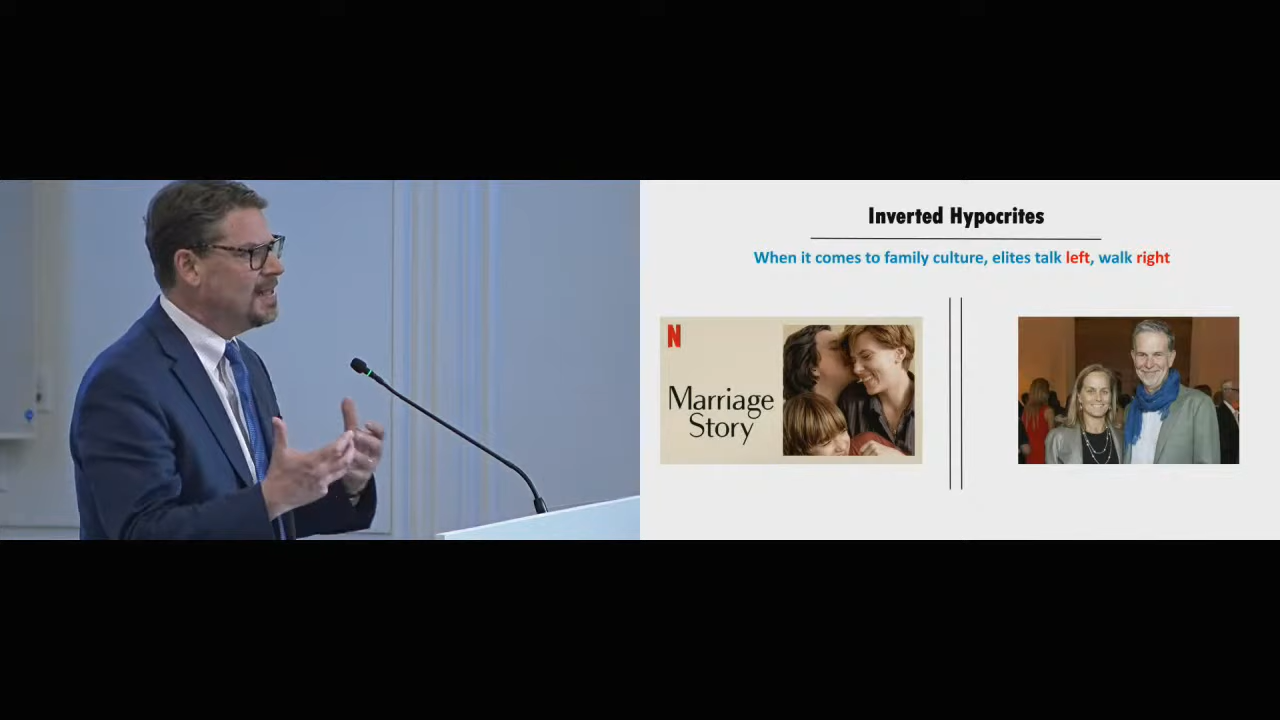 Inverted Hypocrites
When it comes to family culture, elites talk left, walk right
N
Marriage
Story